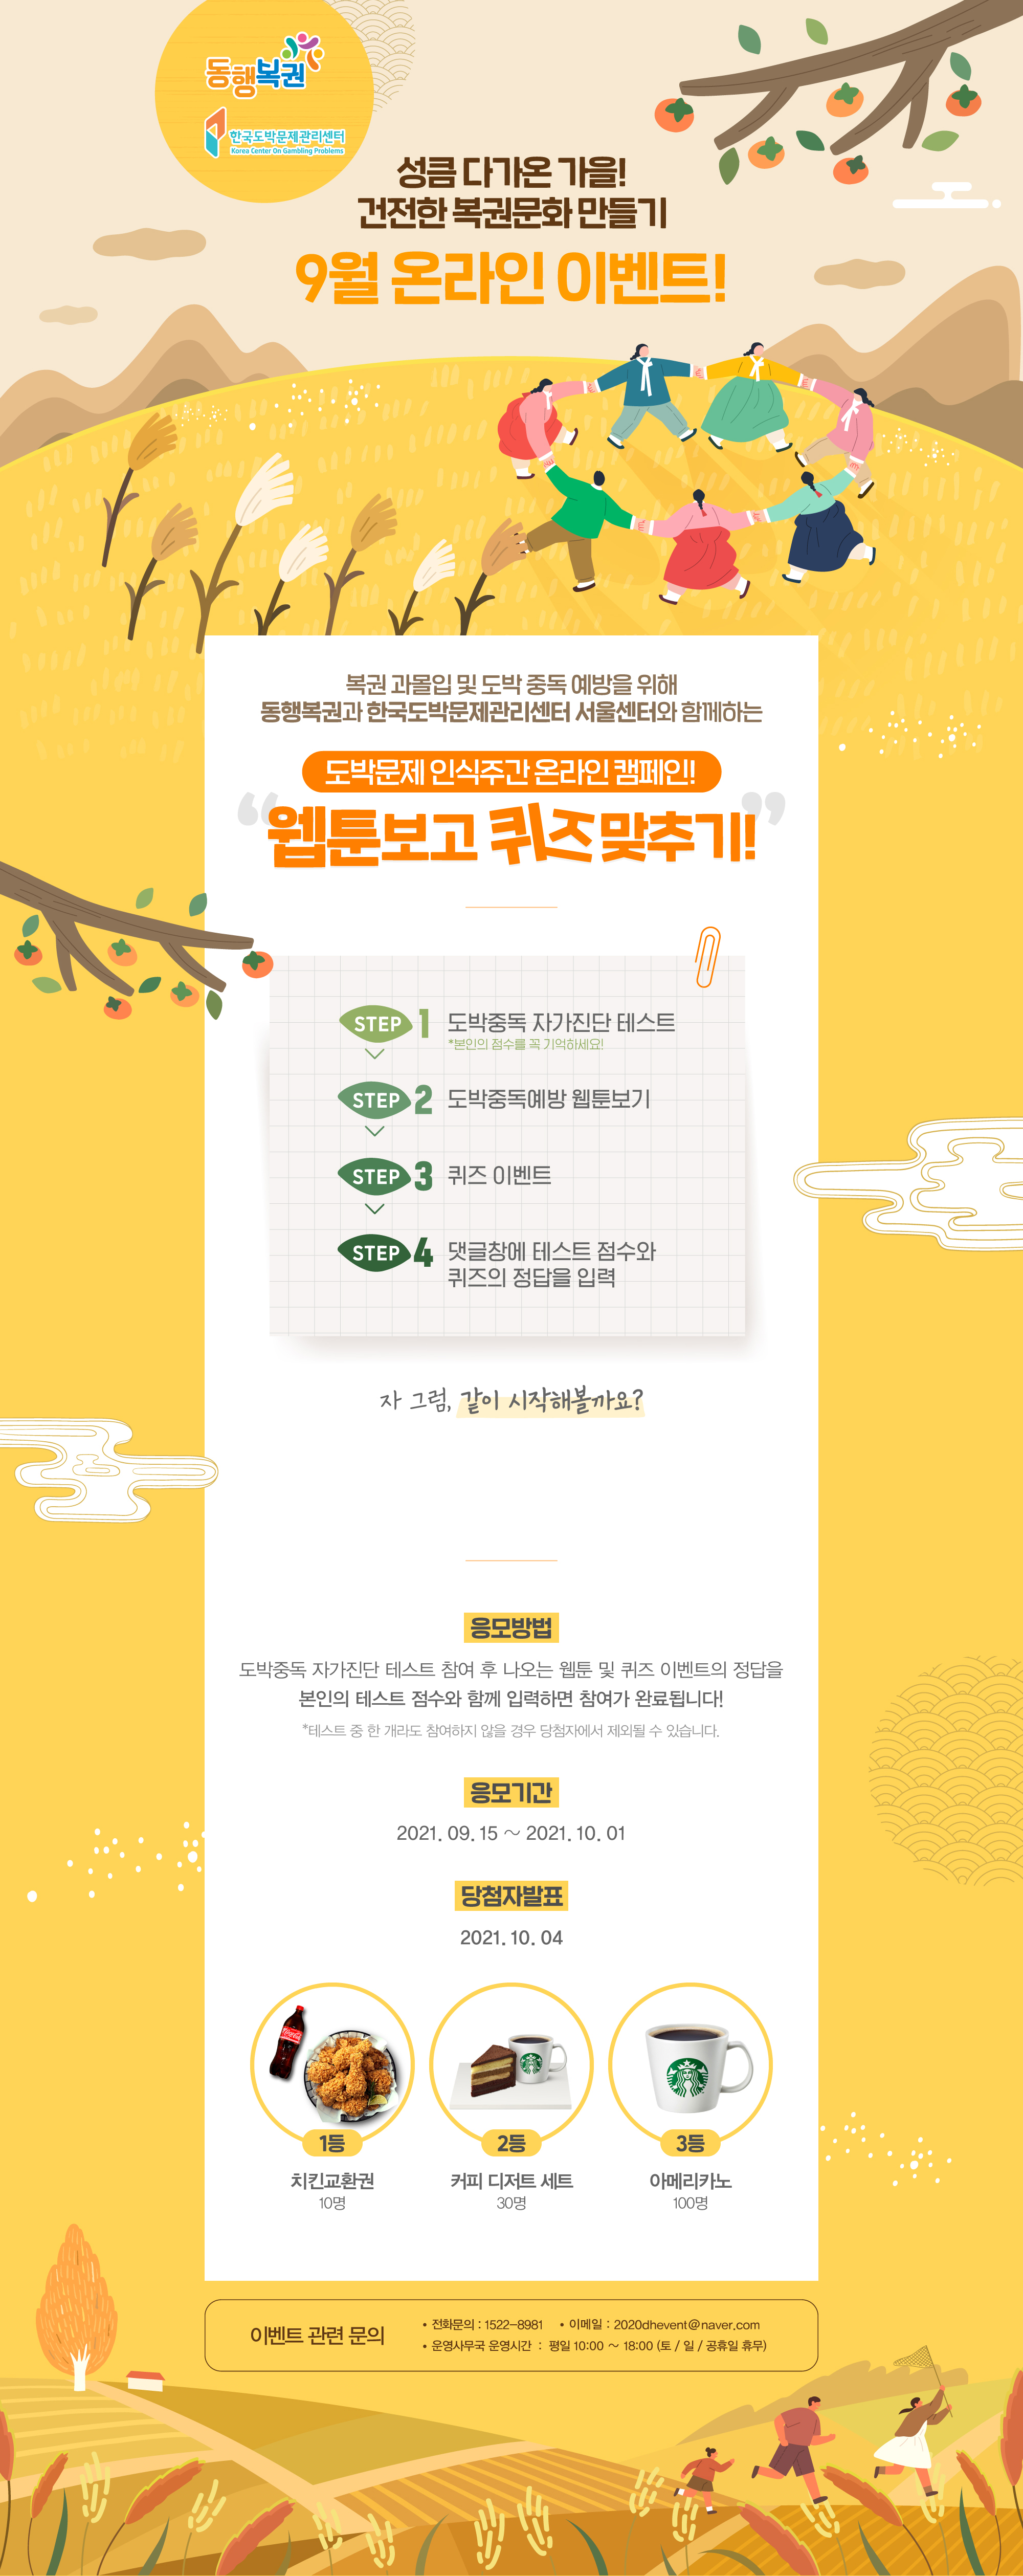 동행복권
한국도박문제관리센터
Korea Center On Gambling Problems
성큼 다가온 가을!
건전한 복권문화 만들기
9월 온라인 이벤트!
복권 과몰입 및 도박 중독 예방을 위해
동행복권과 한국도박문제관리센터 서울센터와 함께하는
도박문제 인식주간 온라인 캠페인!
“웹툰보고 퀴즈 맞추기!”
STEP 1 도박중독 자가진단 테스트
*본인의 점수를 꼭 기억하세요!
STEP 2 도박중독예방 웹툰보기
STEP 3 퀴즈 이벤트
STEP 4 댓글창에 테스트 점수와
퀴즈의 정답을 입력
자 그럼, 같이 시작해볼까요?
응모방법
도박중독 자가진단 테스트 참여 후 나오는 웹툰 및 퀴즈 이벤트의 정답을
본인의 테스트 점수와 함께 입력하면 참여가 완료됩니다!
*테스트 중 한 개라도 참여하지 않을 경우 당첨자에서 제외될 수 있습니다.
응모기간
2021. 09. 15 ~ 2021. 10. 01
당첨자발표
2021. 10. 04
Coca-Cola
1등 2등 3등
치킨교환권 커피 디저트 세트 아메리카노
10명 30명 100명
이벤트 관련 문의
• 전화문의 : 1522-8981 • 이메일 : 2020dhevent@naver.com
• 운영사무국 운영시간 : 평일 10:00 ~ 18:00 (토 / 일 / 공휴일 휴무)